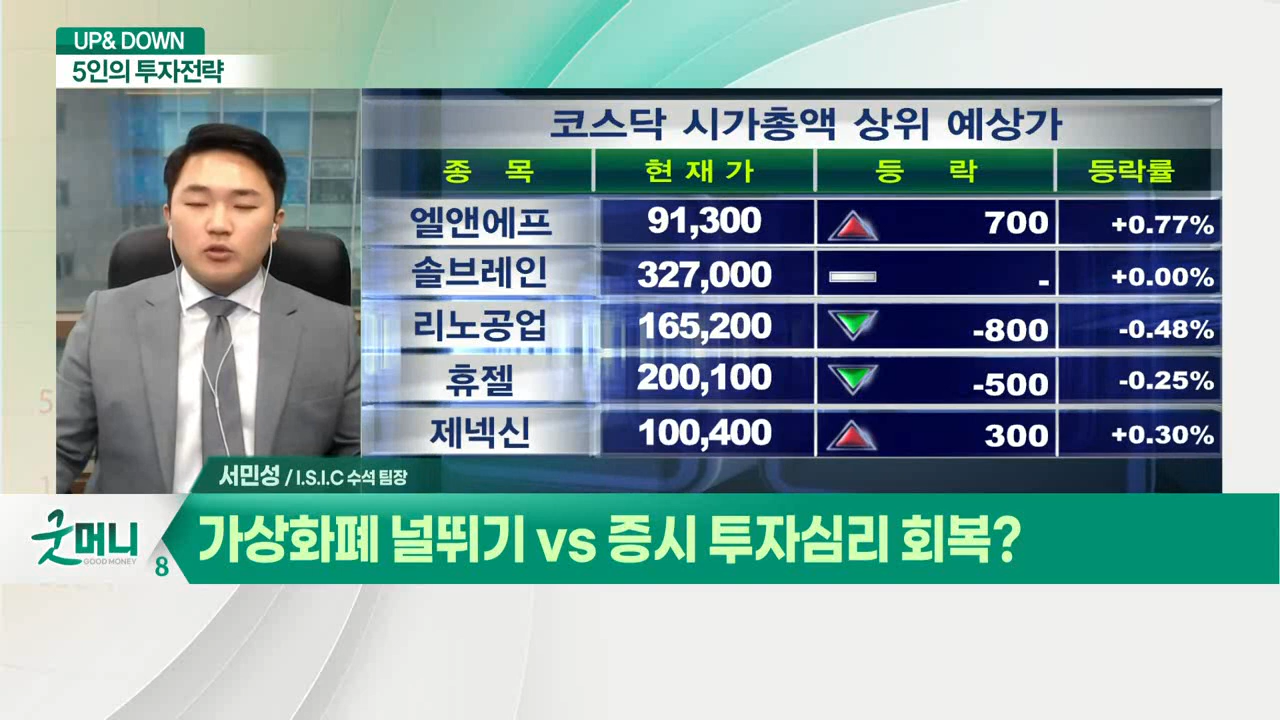 UP& DOWN
5인의 투자전략
코스닥 시가총액 상위 예상가
종 목 현 재 가 등 락 등락률
엘앤에프 91,300 700 +0.77%
솔브레인 327,000 - +0.00%
리노공업 165,200 -800 -0.48%
휴젤 200,100 -500 -0.25%
제넥신 100,400 300 +0.30%
5
1
서민성 / I.S.I.C 수석 팀장
굿머니
GOOD MONEY
8
가상화폐 널뛰기 vs 증시 투자심리 회복?